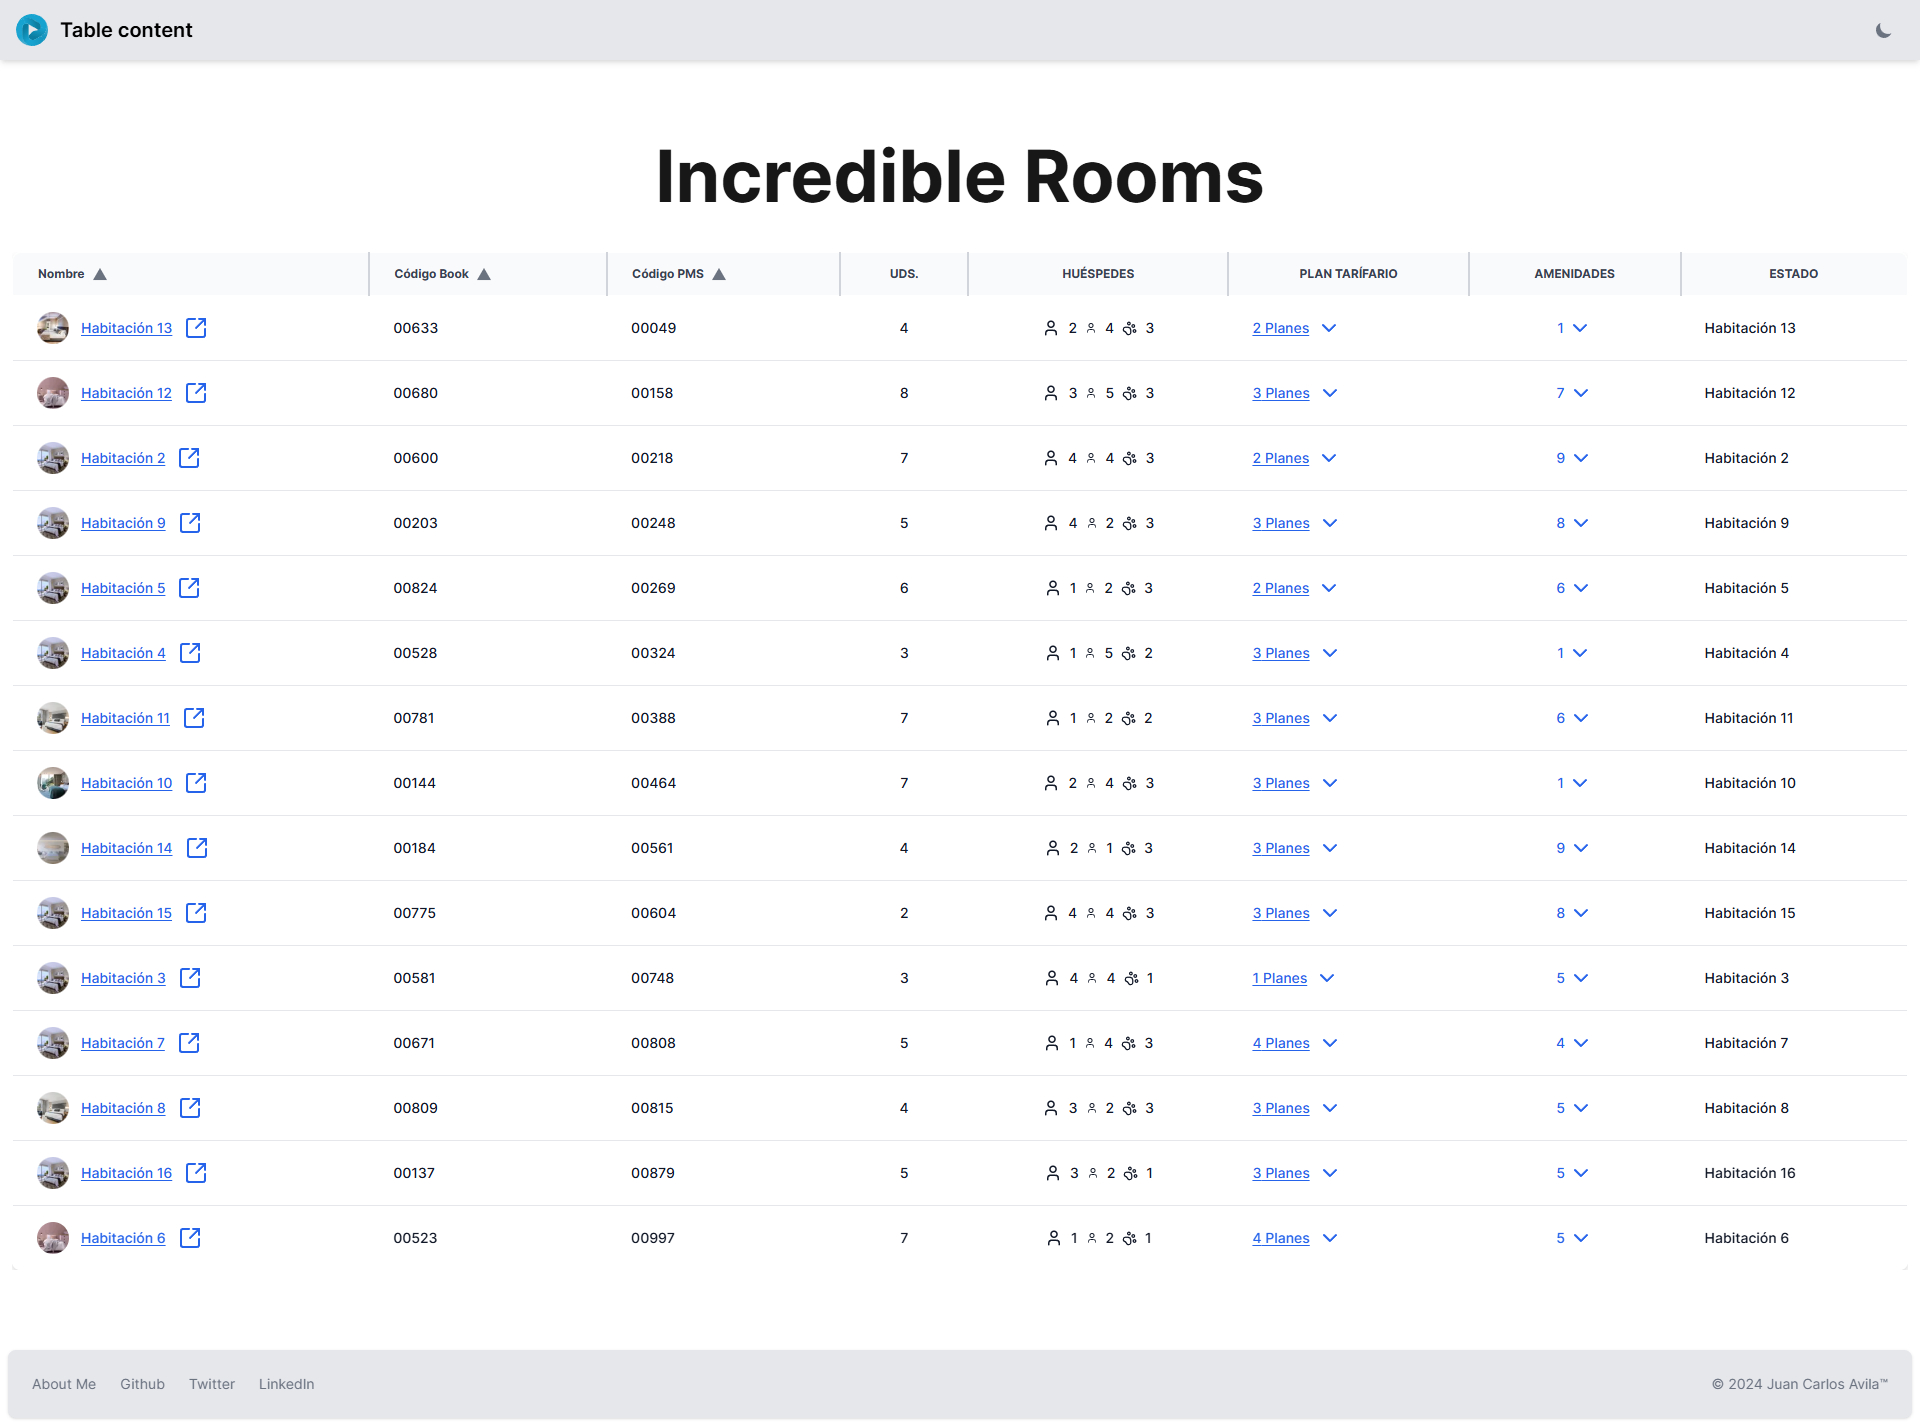 Table content
Incredible Rooms
Nombre Código Book Código PMS UDS. HUÉSPEDES PLAN TARÍFARIO AMENIDADES ESTADO
Habitación 13 00633 00049 4 2 4 3 2 Planes 1 Habitación 13
Habitación 12 00680 00158 8 3 5 3 3 Planes 7 Habitación 12
Habitación 2 00600 00218 7 4 4 3 2 Planes 9 Habitación 2
Habitación 9 00203 00248 5 4 2 3 3 Planes 8 Habitación 9
Habitación 5 00824 00269 6 1 2 3 2 Planes 6 Habitación 5
Habitación 4 00528 00324 3 1 5 2 3 Planes 1 Habitación 4
Habitación 11 00781 00388 7 1 2 2 3 Planes 6 Habitación 11
Habitación 10 00144 00464 7 2 4 3 3 Planes 1 Habitación 10
Habitación 14 00184 00561 4 2 1 3 3 Planes 9 Habitación 14
Habitación 15 00775 00604 2 4 4 3 3 Planes 8 Habitación 15
Habitación 3 00581 00748 3 4 4 1 1 Planes 5 Habitación 3
Habitación 7 00671 00808 5 1 4 3 4 Planes 4 Habitación 7
Habitación 8 00809 00815 4 3 2 3 3 Planes 5 Habitación 8
Habitación 16 00137 00879 5 3 2 1 3 Planes 5 Habitación 16
Habitación 6 00523 00997 7 1 2 1 4 Planes 5 Habitación 6
About Me Github Twitter LinkedIn © 2024 Juan Carlos Avila™